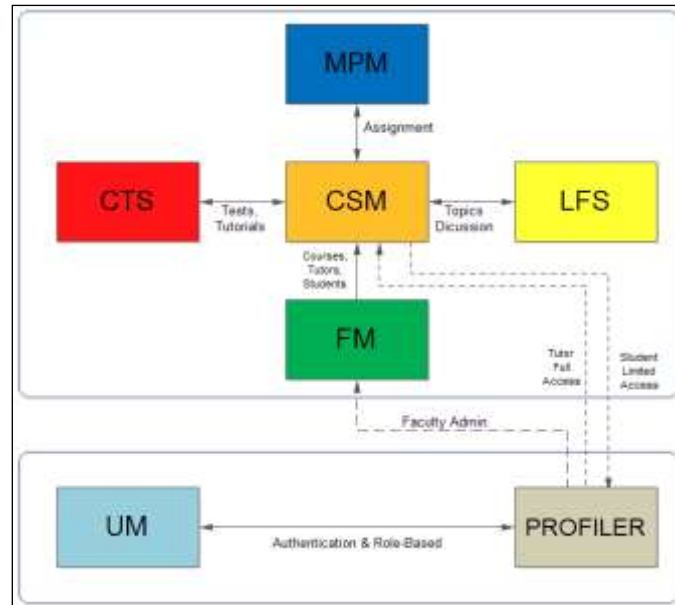 MPM
Assignment
CTS
Tests,
Tutorials
CSM
Topics
Dicussion
LFS
Courses,
Tutors,
Students
FM
Tutor
Full
Access
Student
Limited
Access
Faculty Admin
UM
Authentication & Role-Based
PROFILER